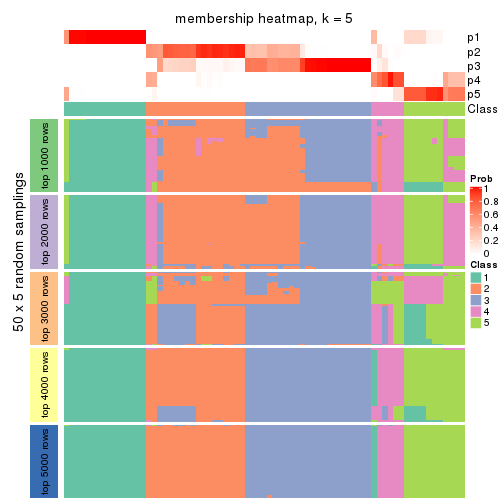 membership heatmap, k = 5
p1
p2
p3
p4
p5
Class
50 x 5 random samplings
top 1000 rows
top 2000 rows
top 3000 rows
top 4000 rows
top 5000 rows
Prob
1
0.8
0.6
0.4
0.2
0
Class
1
2
3
4
5